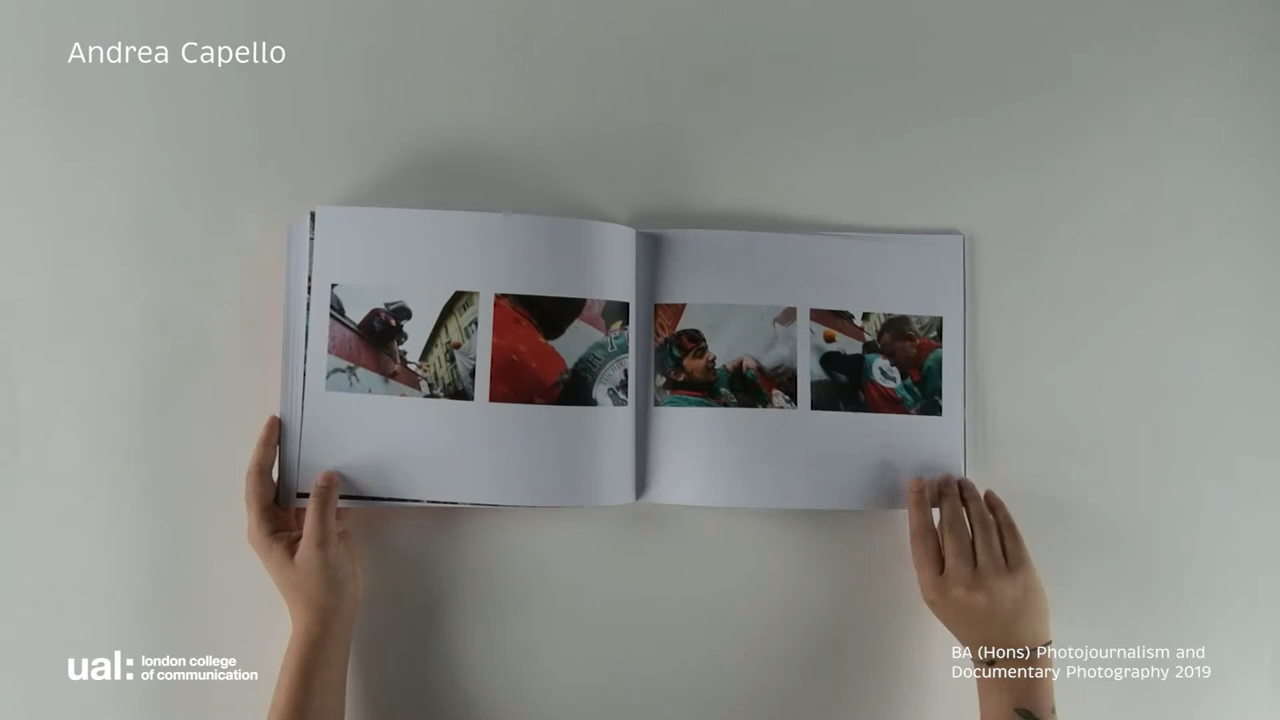 Andrea Capello
ual: london college
of communication
BA (Hons) Photojournalism and
Documentary Photography 2019